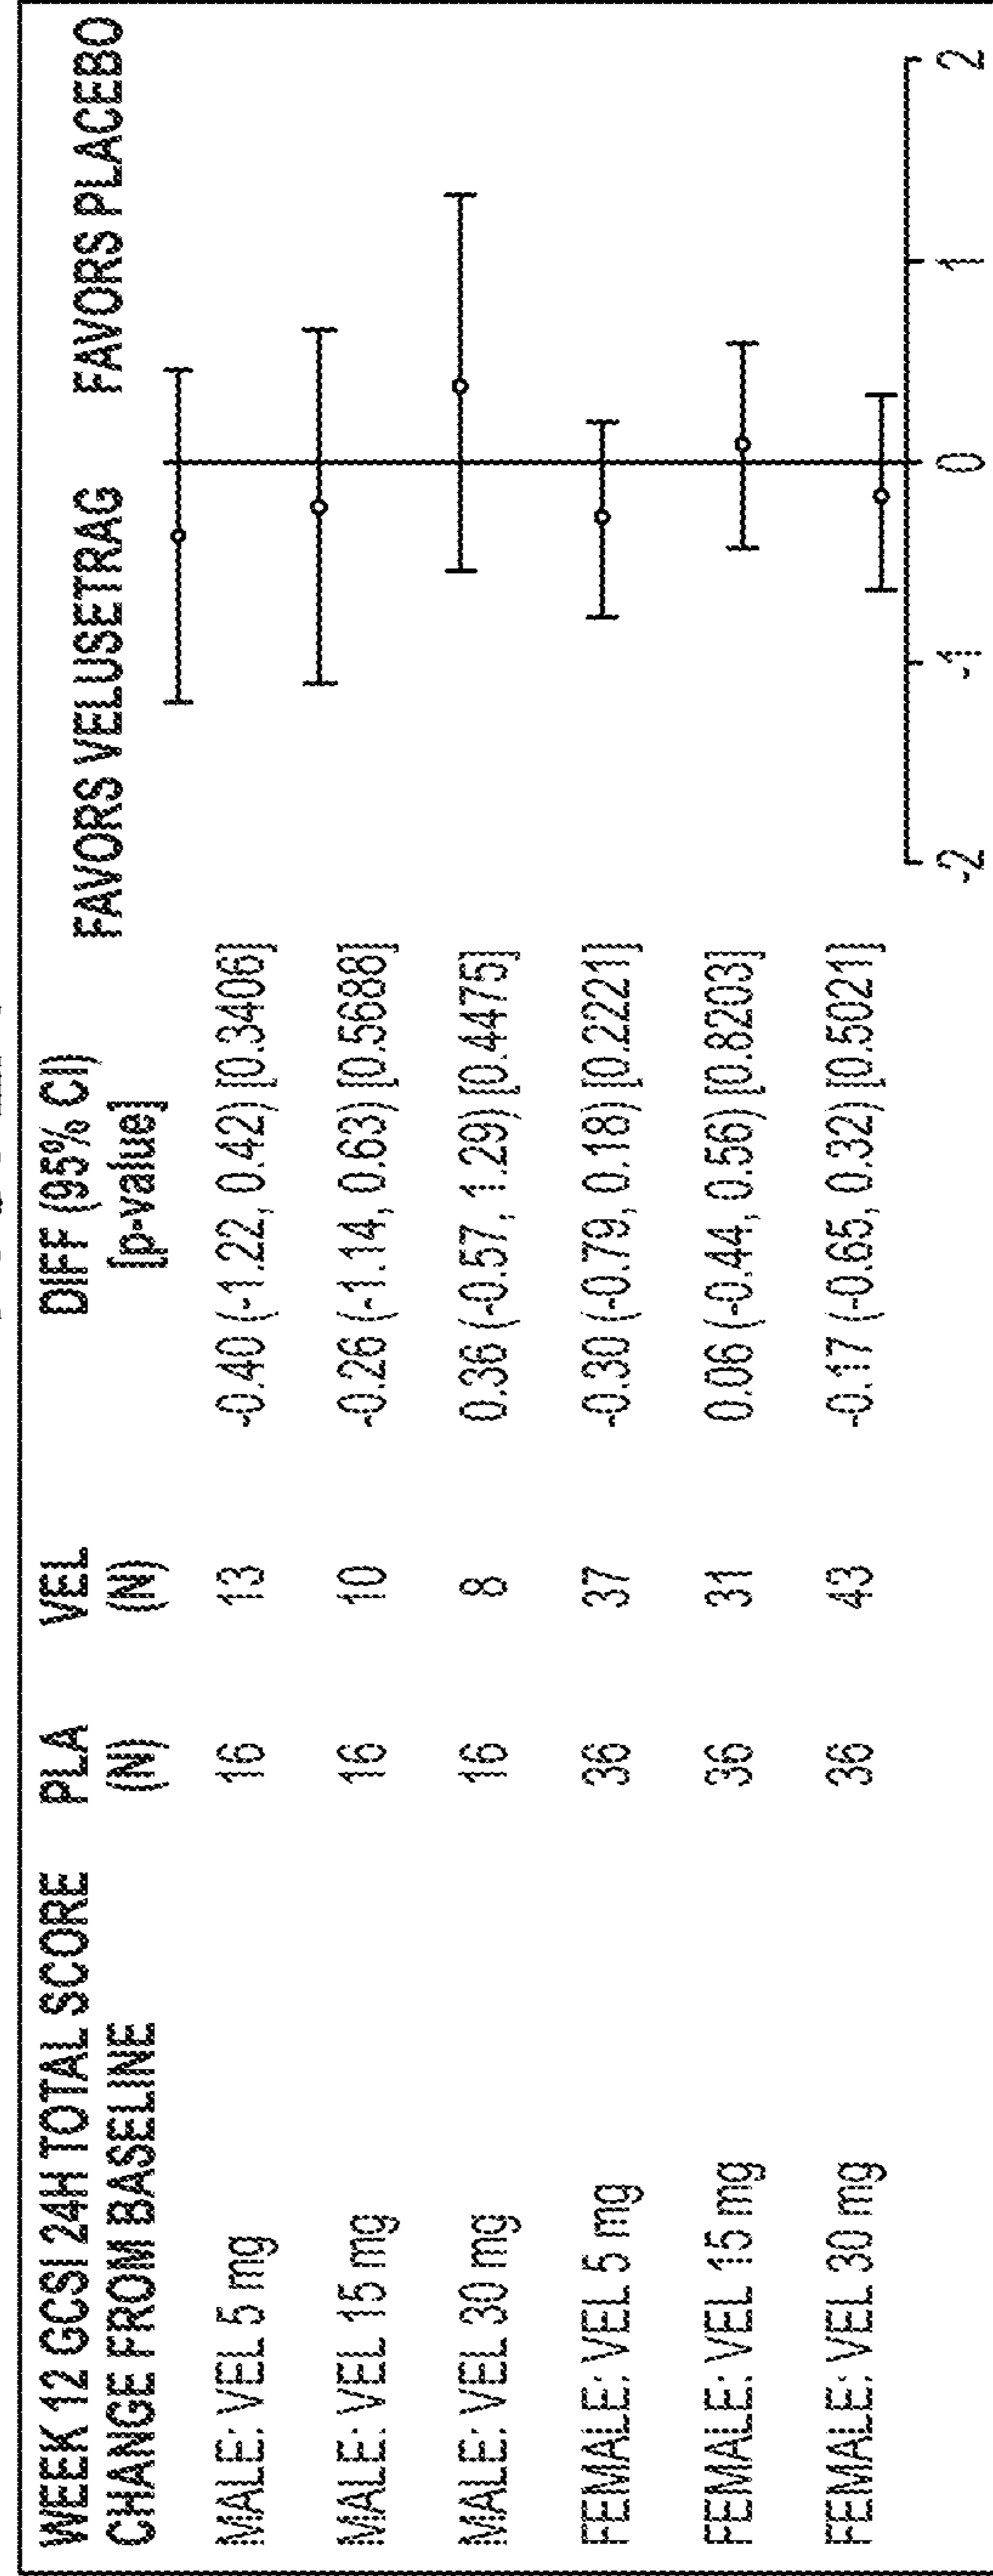 WEEK 12 GCSI 24H TOTAL SCORE PLA VEL DIFF (95% CI) FAVORS VELUSETRAG FAVORS PLACEBO
CHANGE FROM BASELINE (N) (N) [p-value]
MALE: VEL 5 mg 16 13 -0.40 (-1.22, 0.42) [0.3406]
MALE: VEL 15 mg 16 10 -0.26 (-1.14, 0.63) [0.5688]
MALE: VEL 30 mg 16 8 0.36 (-0.57, 1.29) [0.4475]
FEMALE: VEL 5 mg 36 37 -0.30 (-0.79, 0.18) [0.2221]
FEMALE: VEL 15 mg 36 31 0.06 (-0.44, 0.56) [0.8203]
FEMALE: VEL 30 mg 36 43 -0.17 (-0.65, 0.32) [0.5021]
-2 -1 0 1 2